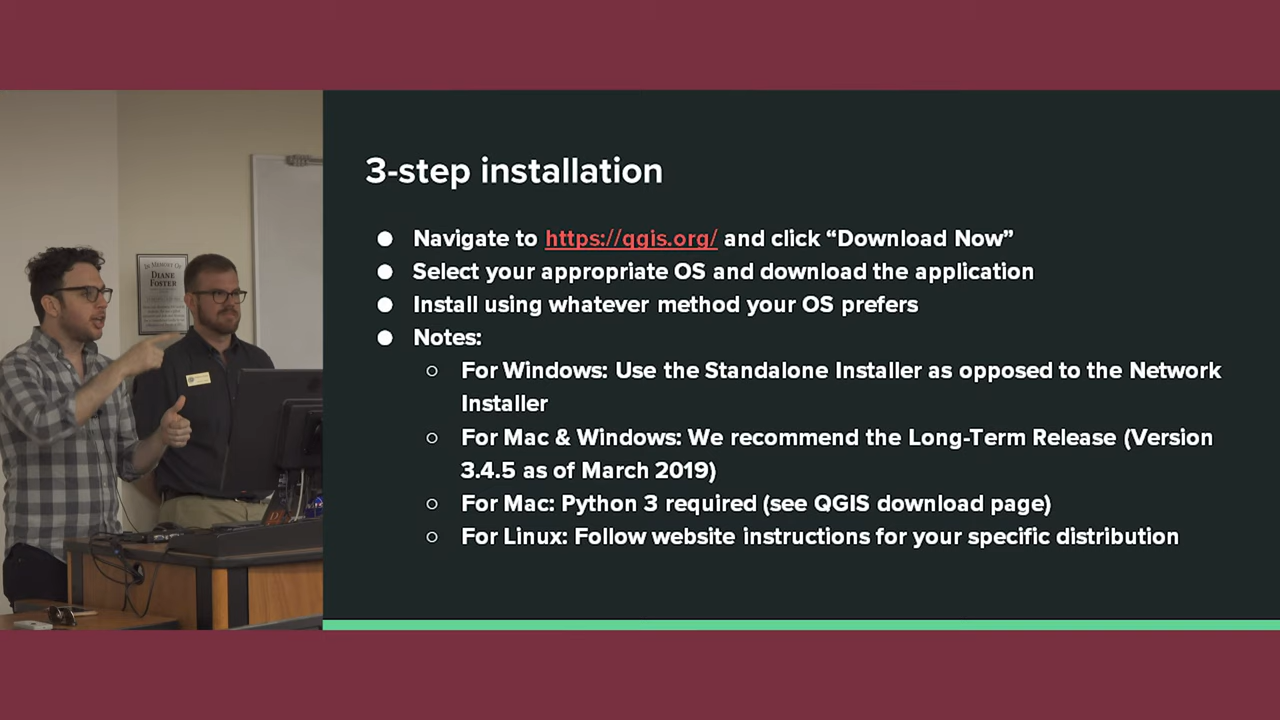 3-step installation
● Navigate to https://qgis.org/ and click “Download Now”
● Select your appropriate OS and download the application
● Install using whatever method your OS prefers
● Notes:
○ For Windows: Use the Standalone Installer as opposed to the Network
Installer
○ For Mac & Windows: We recommend the Long-Term Release (Version
3.4.5 as of March 2019)
○ For Mac: Python 3 required (see QGIS download page)
○ For Linux: Follow website instructions for your specific distribution
In Memory Of
Diane
Foster